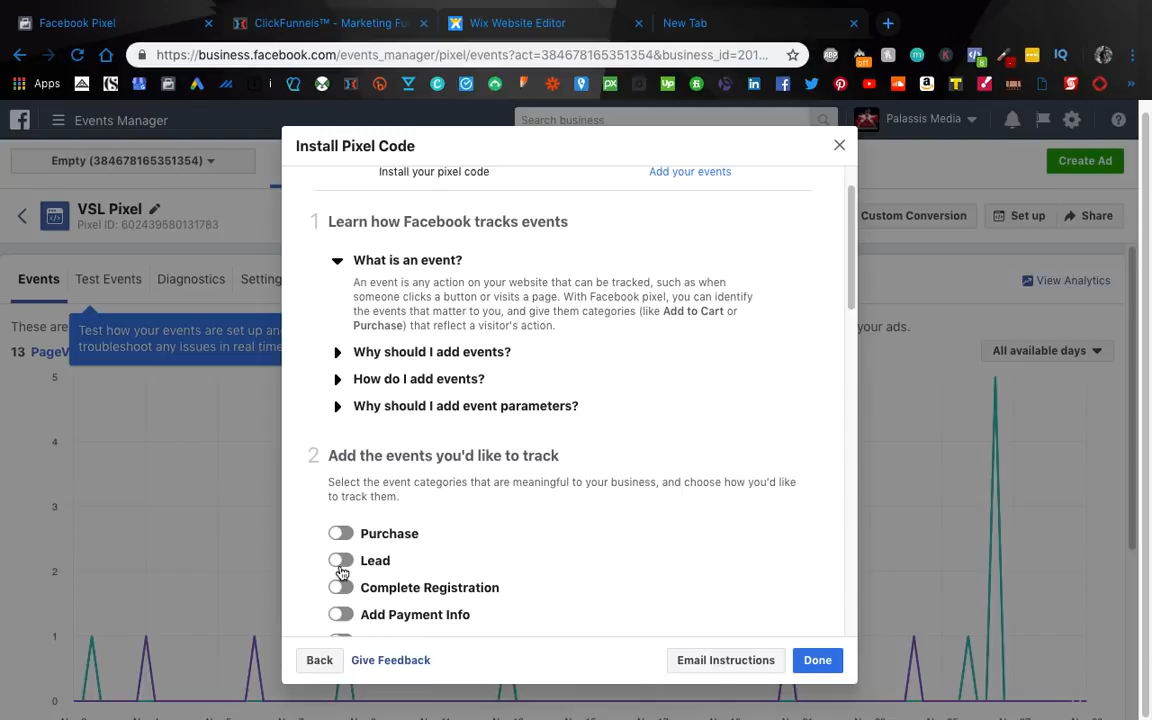 Facebook Pixel
ClickFunnels™ - Marketing Fu
Wix Website Editor
New Tab
https://business.facebook.com/events_manager/pixel/events?act=384678165351354&business_id=201...
ABP
off
8
IQ
Apps
Events Manager
Search business
Palassis Media
Empty (384678165351354)
Create Ad
VSL Pixel
Pixel ID: 602439580131783
Custom Conversion
Set up
Share
Events
Test Events
Diagnostics
Setting
View Analytics
These are
you your ads.
Test how your events are set up and
troubleshoot any issues in real time
13 PageV
All available days
5
4
3
2
1
0
Install Pixel Code
Install your pixel code
Add your events
1 Learn how Facebook tracks events
What is an event?
An event is any action on your website that can be tracked, such as when
someone clicks a button or visits a page. With Facebook pixel, you can identify
the events that matter to you, and give them categories (like Add to Cart or
Purchase) that reflect a visitor's action.
Why should I add events?
How do I add events?
Why should I add event parameters?
2 Add the events you'd like to track
Select the event categories that are meaningful to your business, and choose how you'd like
to track them.
Purchase
Lead
Complete Registration
Add Payment Info
Back
Give Feedback
Email Instructions
Done